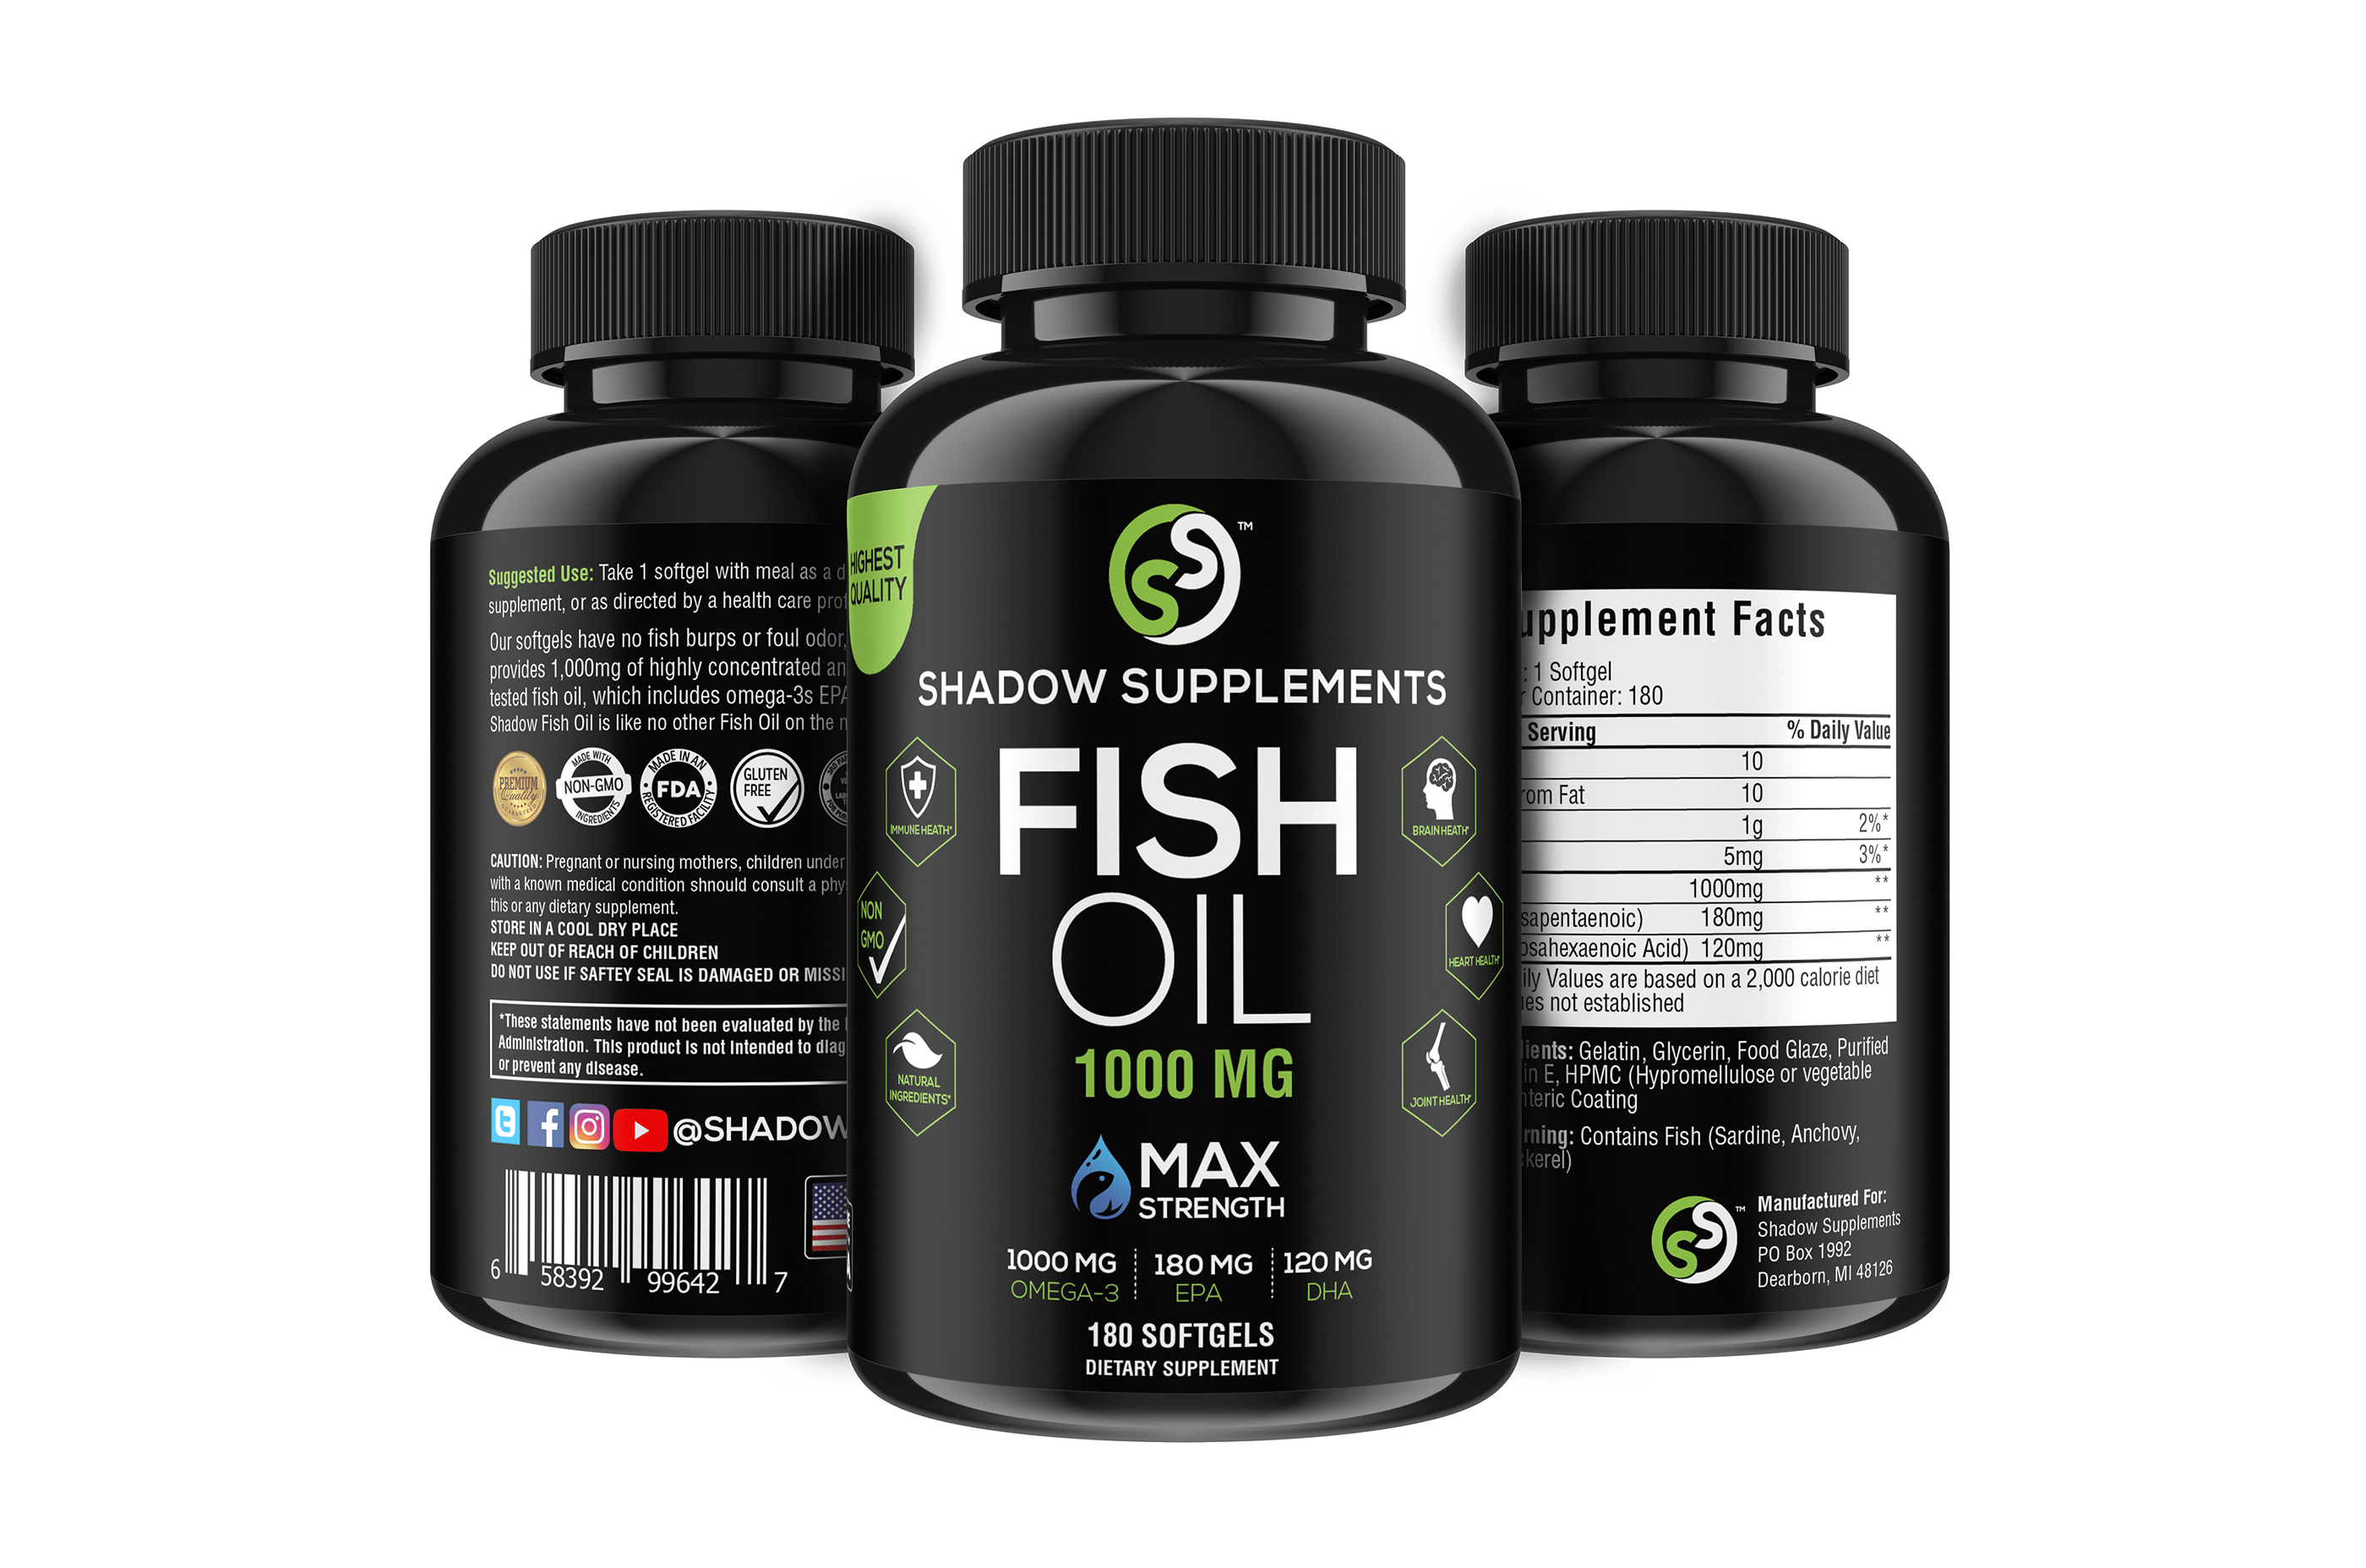 Suggested Use: Take 1 softgel with meal as a d
supplement, or as directed by a health care prof
Our softgels have no fish burps or foul odor,
provides 1,000mg of highly concentrated an
tested fish oil, which includes omega-3s EPA
Shadow Fish Oil is like no other Fish Oil on the m
PREMIUM
Quality
MADE WITH
NON-GMO
INGREDIENTS
MADE IN AN
FDA
REGISTERED FACILITY
GLUTEN
FREE
CAUTION: Pregnant or nursing mothers, children under
with a known medical condition shnould consult a phy
this or any dietary supplement.
STORE IN A COOL DRY PLACE
KEEP OUT OF REACH OF CHILDREN
DO NOT USE IF SAFTEY SEAL IS DAMAGED OR MISSI
*These statements have not been evaluated by the
Administration. This product is not intended to diag
or prevent any disease.
@SHADOW
6 58392 99642 7
HIGHEST
QUALITY
SS™
SHADOW SUPPLEMENTS
FISH
OIL
1000 MG
IMMUNE HEATH*
NON
GMO
NATURAL
INGREDIENTS*
BRAIN HEATH*
HEART HEALTH*
JOINT HEALTH*
MAX
STRENGTH
1000 MG
OMEGA-3
180 MG
EPA
120 MG
DHA
180 SOFTGELS
DIETARY SUPPLEMENT
upplement Facts
: 1 Softgel
r Container: 180
Serving % Daily Value
10
rom Fat 10
1g 2%*
5mg 3%*
1000mg **
sapentaenoic) 180mg **
osahexaenoic Acid) 120mg **
ily Values are based on a 2,000 calorie diet
ues not established
dients: Gelatin, Glycerin, Food Glaze, Purified
in E, HPMC (Hypromellulose or vegetable
nteric Coating
rning: Contains Fish (Sardine, Anchovy,
ckerel)
SS™
Manufactured For:
Shadow Supplements
PO Box 1992
Dearborn, MI 48126